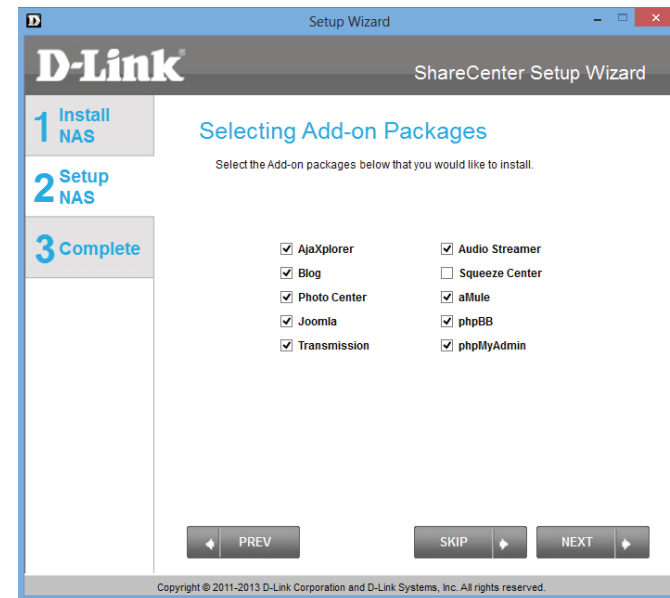 Setup Wizard
D-Link
ShareCenter Setup Wizard
1 Install NAS
2 Setup NAS
3 Complete
Selecting Add-on Packages
Select the Add-on packages below that you would like to install.
AjaXplorer
Audio Streamer
Blog
Squeeze Center
Photo Center
aMule
Joomla
phpBB
Transmission
phpMyAdmin
PREV
SKIP
NEXT
Copyright © 2011-2013 D-Link Corporation and D-Link Systems, Inc. All rights reserved.